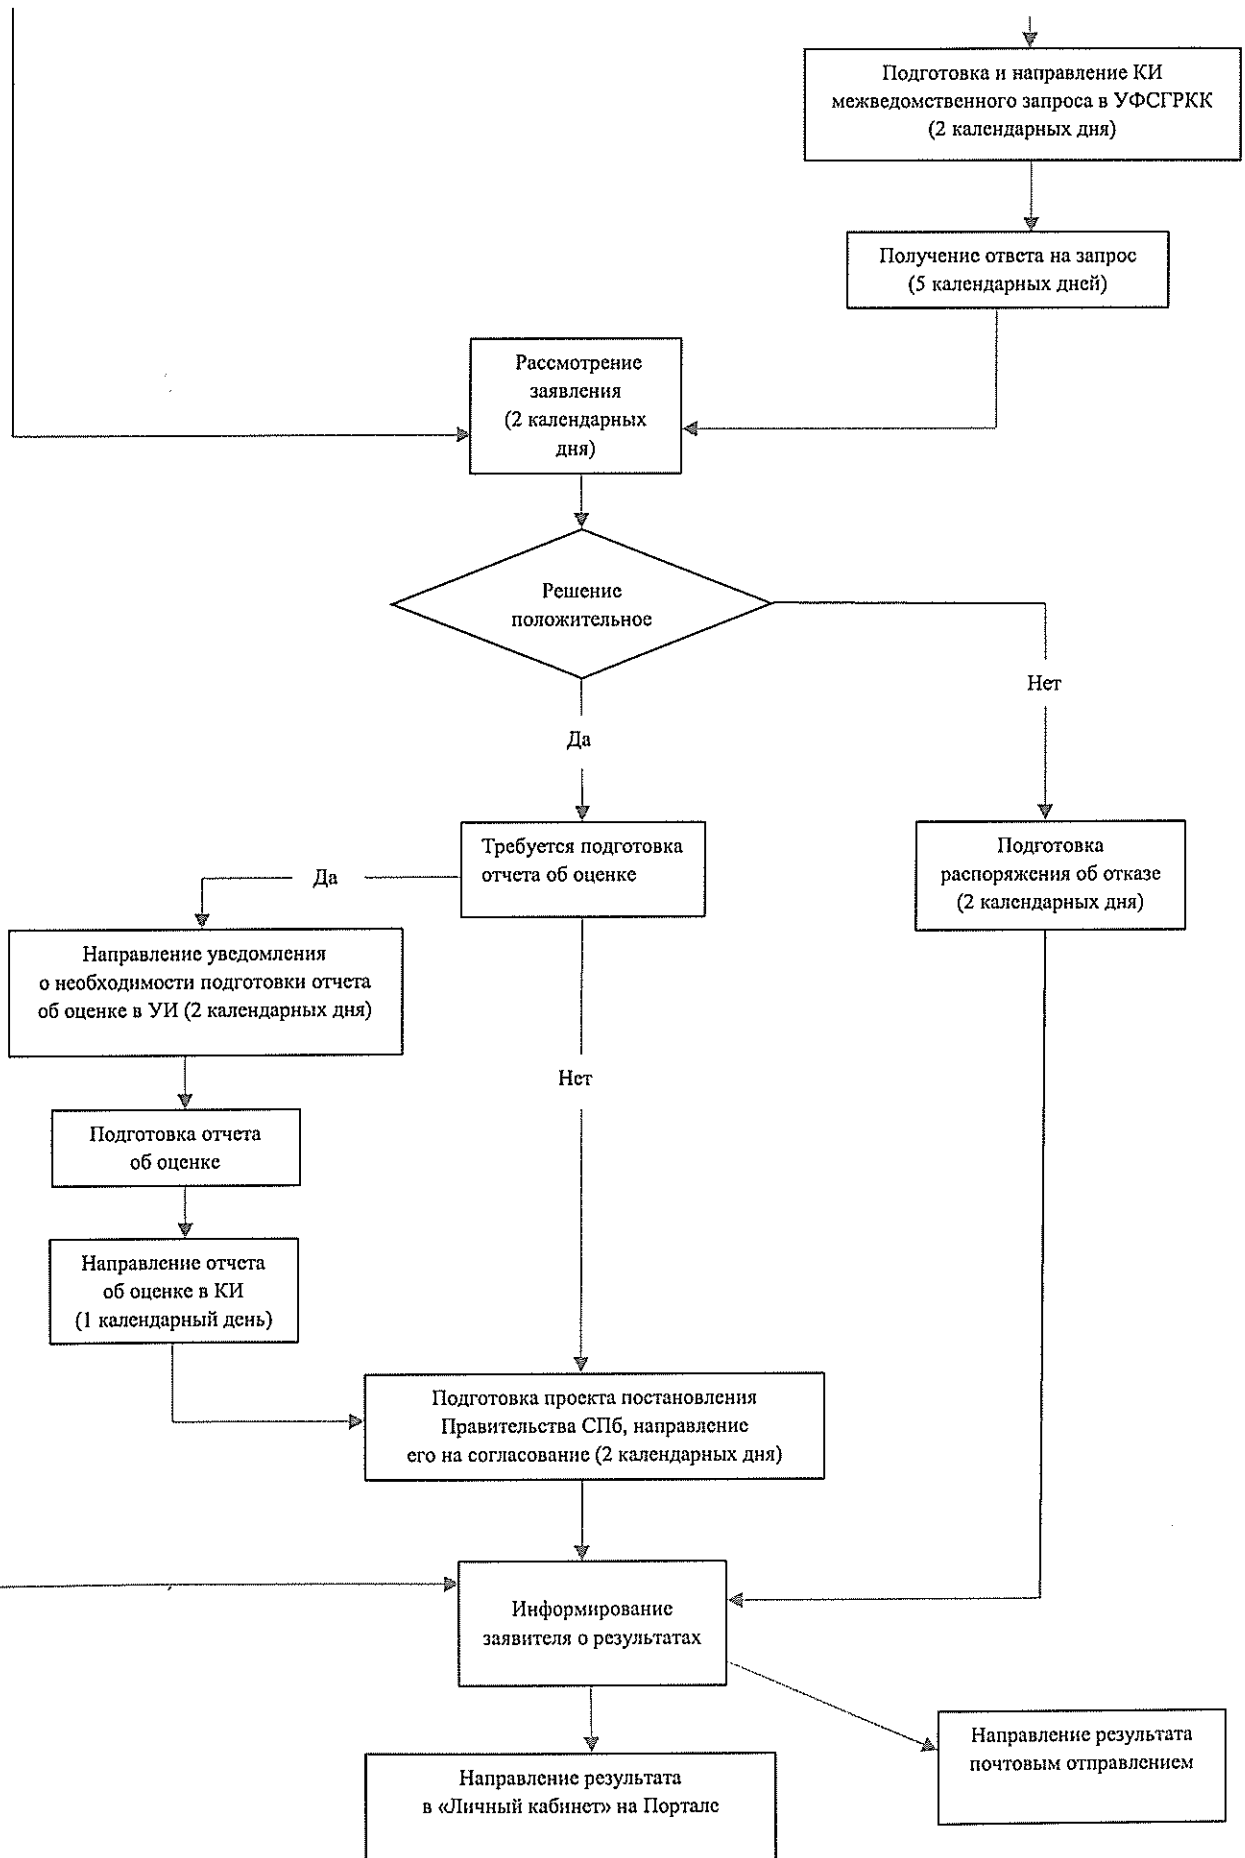 Подготовка и направление КИ
межведомственного запроса в УФСГРКК
(2 календарных дня)
Получение ответа на запрос
(5 календарных дней)
Рассмотрение
заявления
(2 календарных
дня)
Решение
положительное
Нет
Да
Требуется подготовка
отчета об оценке
Подготовка
распоряжения об отказе
(2 календарных дня)
Да
Направление уведомления
о необходимости подготовки отчета
об оценке в УИ (2 календарных дня)
Нет
Подготовка отчета
об оценке
Направление отчета
об оценке в КИ
(1 календарный день)
Подготовка проекта постановления
Правительства СПб, направление
его на согласование (2 календарных дня)
Информирование
заявителя о результатах
Направление результата
почтовым отправлением
Направление результата
в «Личный кабинет» на Портале